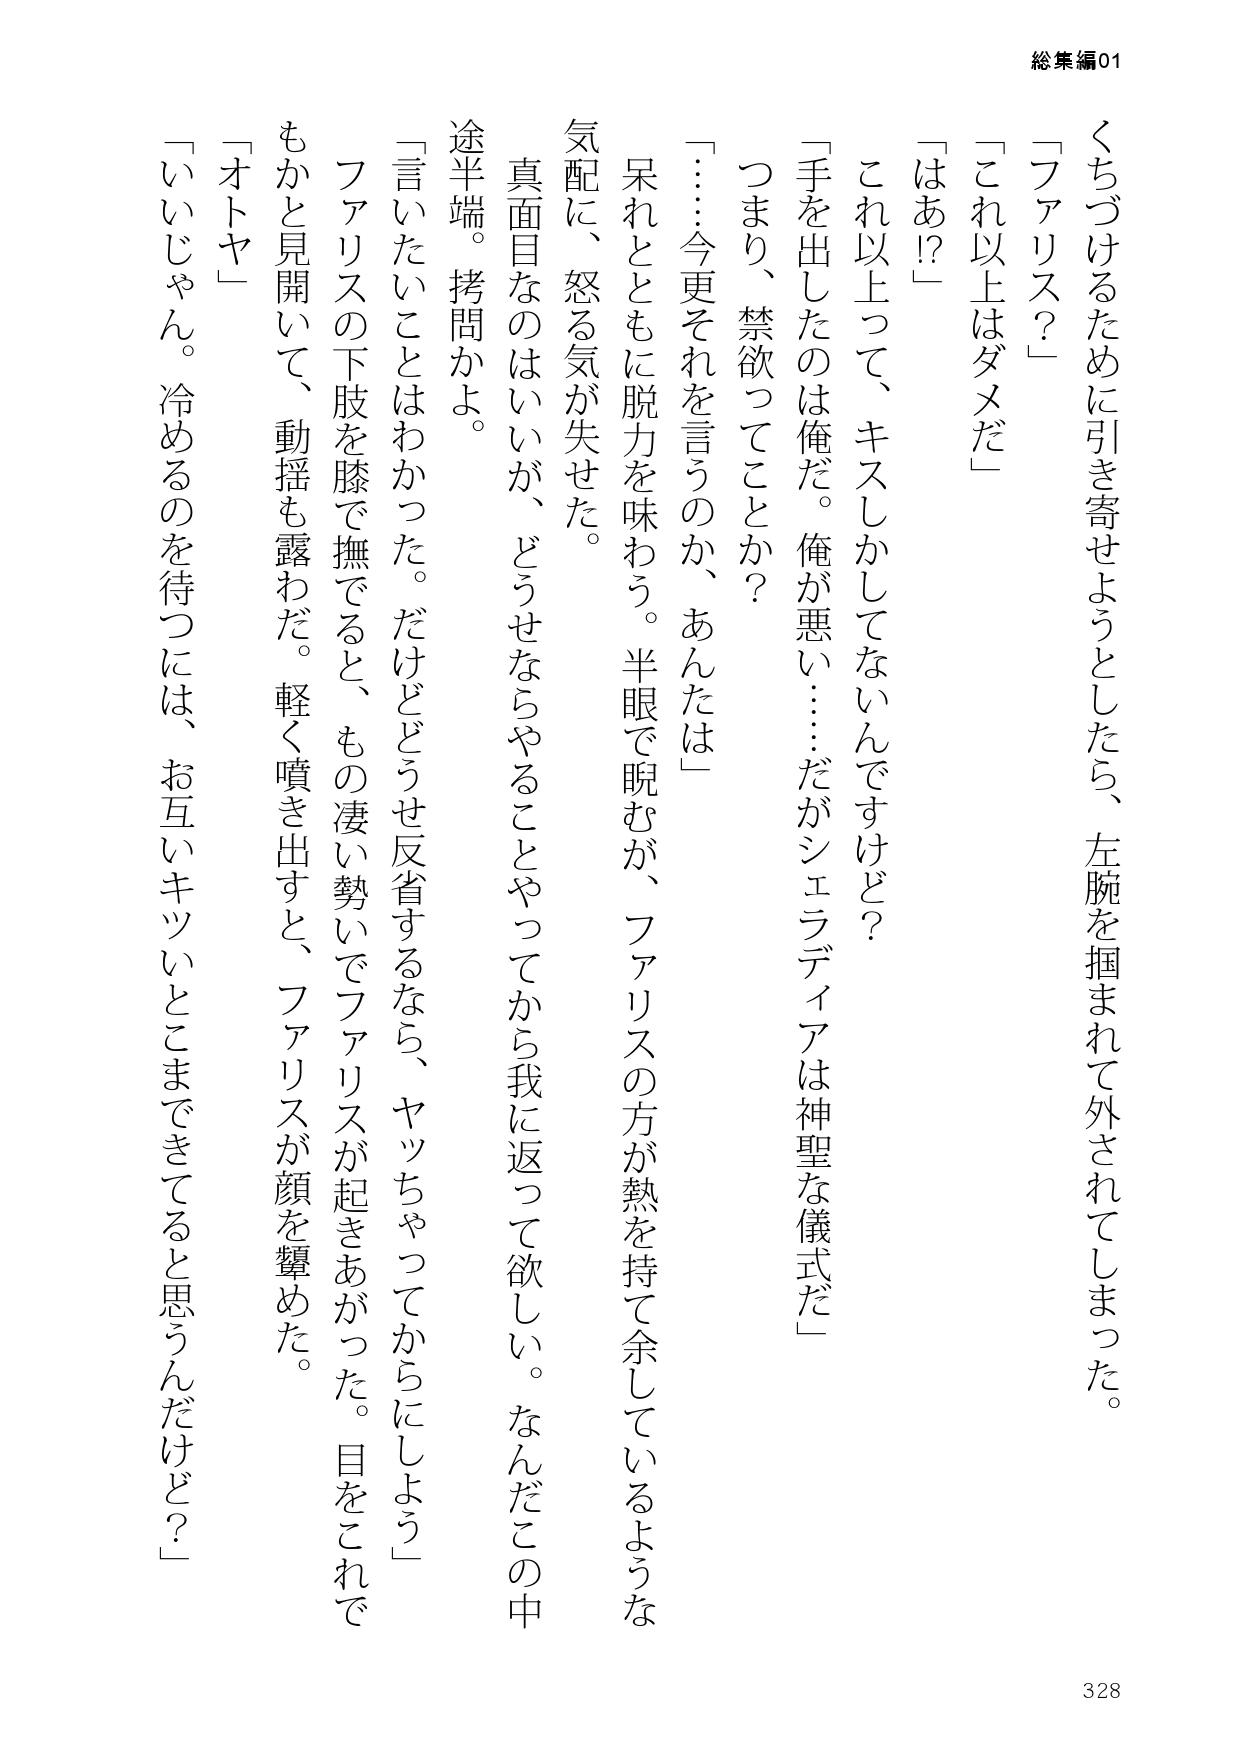 総集編01
くちづけるために引き寄せようとしたら、左腕を掴まれて外されてしまった。
「ファリス？」
「これ以上はダメだ」
「はあ!?」
これ以上って、キスしかしてないんですけど？
「手を出したのは俺だ。俺が悪い……だがシェラディアは神聖な儀式だ」
つまり、禁欲ってことか？
「……今更それを言うのか、あんたは」
呆れとともに脱力を味わう。半眼で睨むが、ファリスの方が熱を持て余しているような
気配に、怒る気が失せた。
真面目なのはいいが、どうせならやることやってから我に返って欲しい。なんだこの中
途半端。拷問かよ。
「言いたいことはわかった。だけどどうせ反省するなら、ヤッちゃってからにしよう」
ファリスの下肢を膝で撫でると、もの凄い勢いでファリスが起きあがった。目をこれで
もかと見開いて、動揺も露わだ。軽く噴き出すと、ファリスが顔を顰めた。
「オトヤ」
「いいじゃん。冷めるのを待つには、お互いキツいとこまできてると思うんだけど？」
328